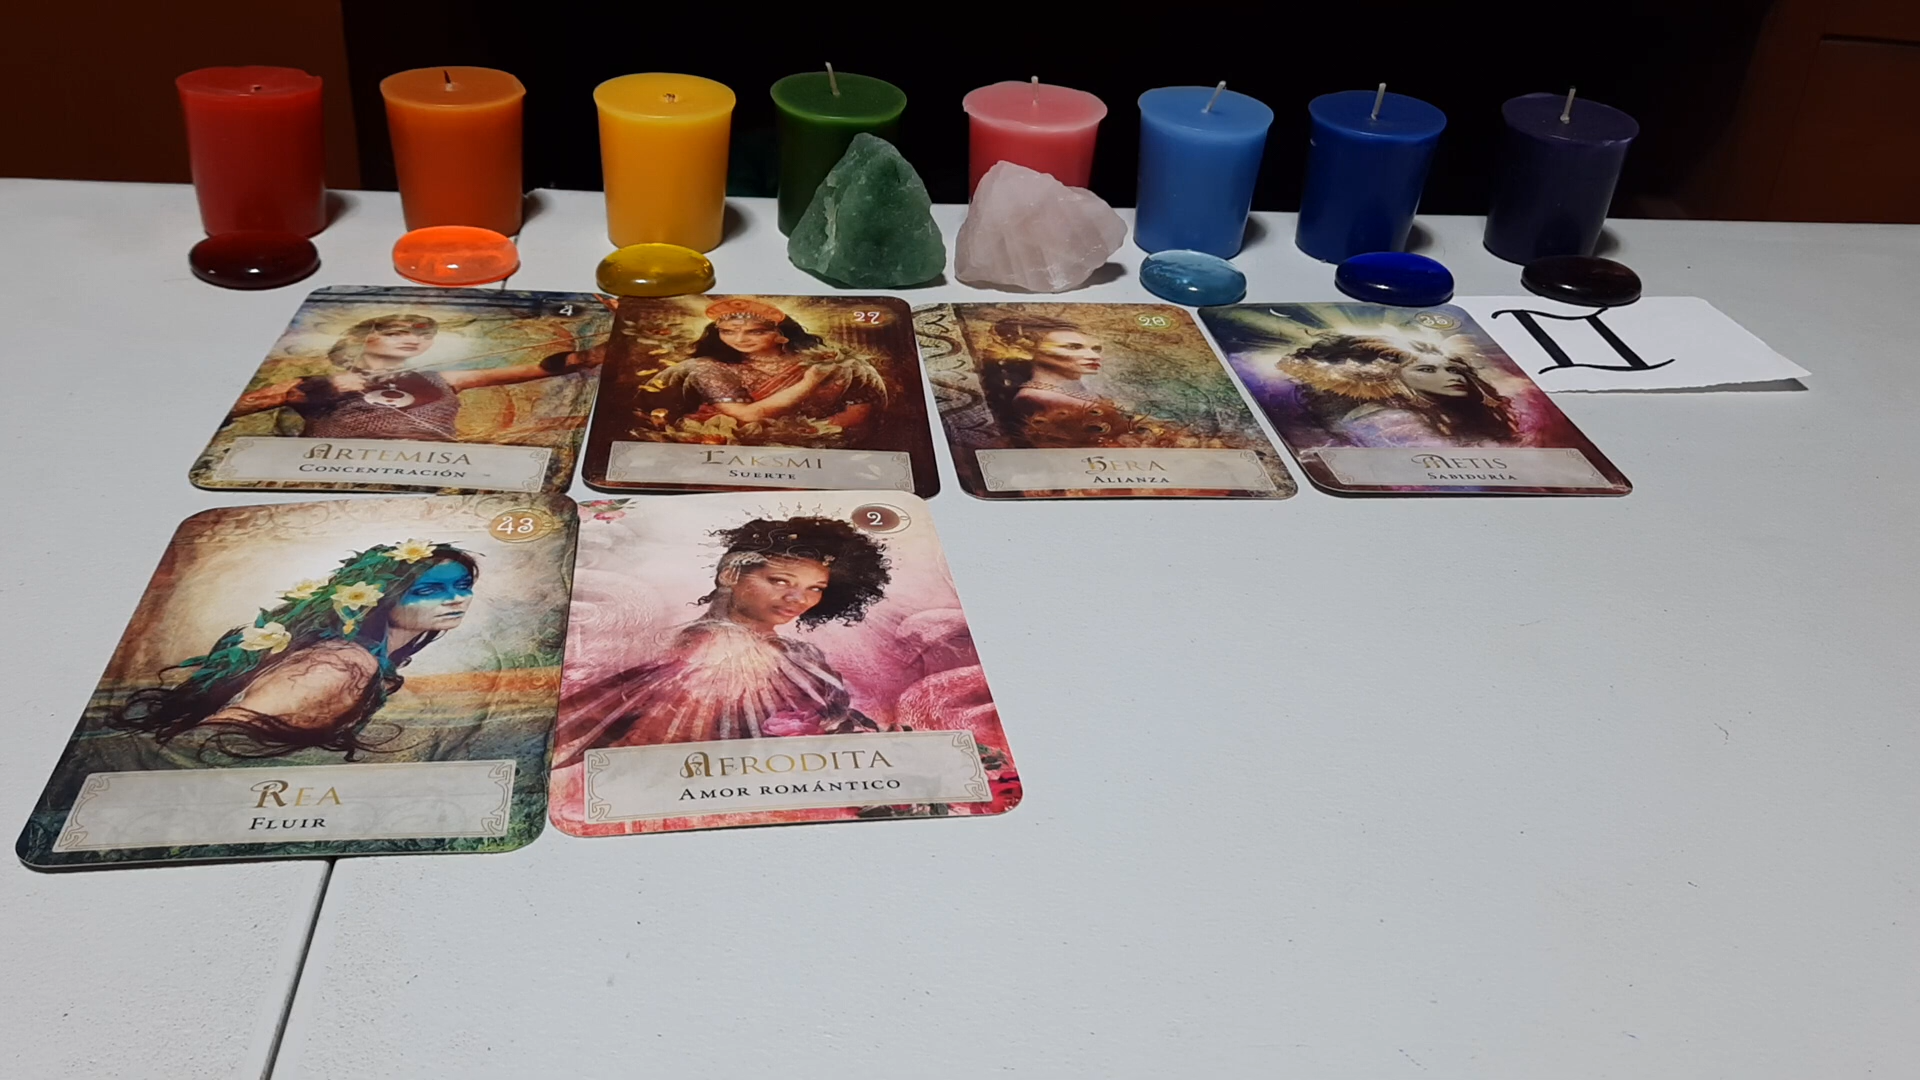 4
ARTEMISA
CONCENTRACIÓN
27
LAKSMI
SUERTE
28
HERA
ALIANZA
35
METIS
SABIDURÍA
♊
43
REA
FLUIR
2
AFRODITA
AMOR ROMÁNTICO